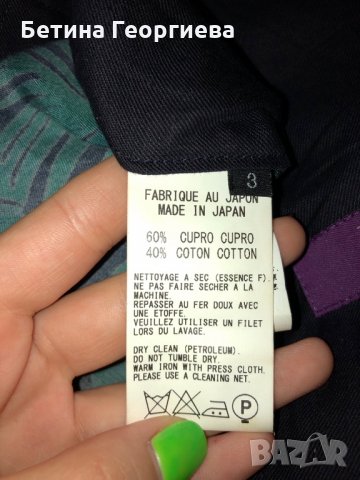 Бетина Георгиева
3
FABRIQUE AU JAPON
MADE IN JAPAN
60% CUPRO CUPRO
40% COTON COTTON
NETTOYAGE A SEC (ESSENCE F).
NE PAS FAIRE SÉCHER A LA
MACHINE.
REPASSER AU FER DOUX AVEC
UNE ETOFFE.
VEUILLEZ UTILISER UN FILET
LORS DU LAVAGE.
DRY CLEAN (PETROLEUM).
DO NOT TUMBLE DRY.
WARM IRON WITH PRESS CLOTH.
PLEASE USE A CLEANING NET.
P
BAZAR